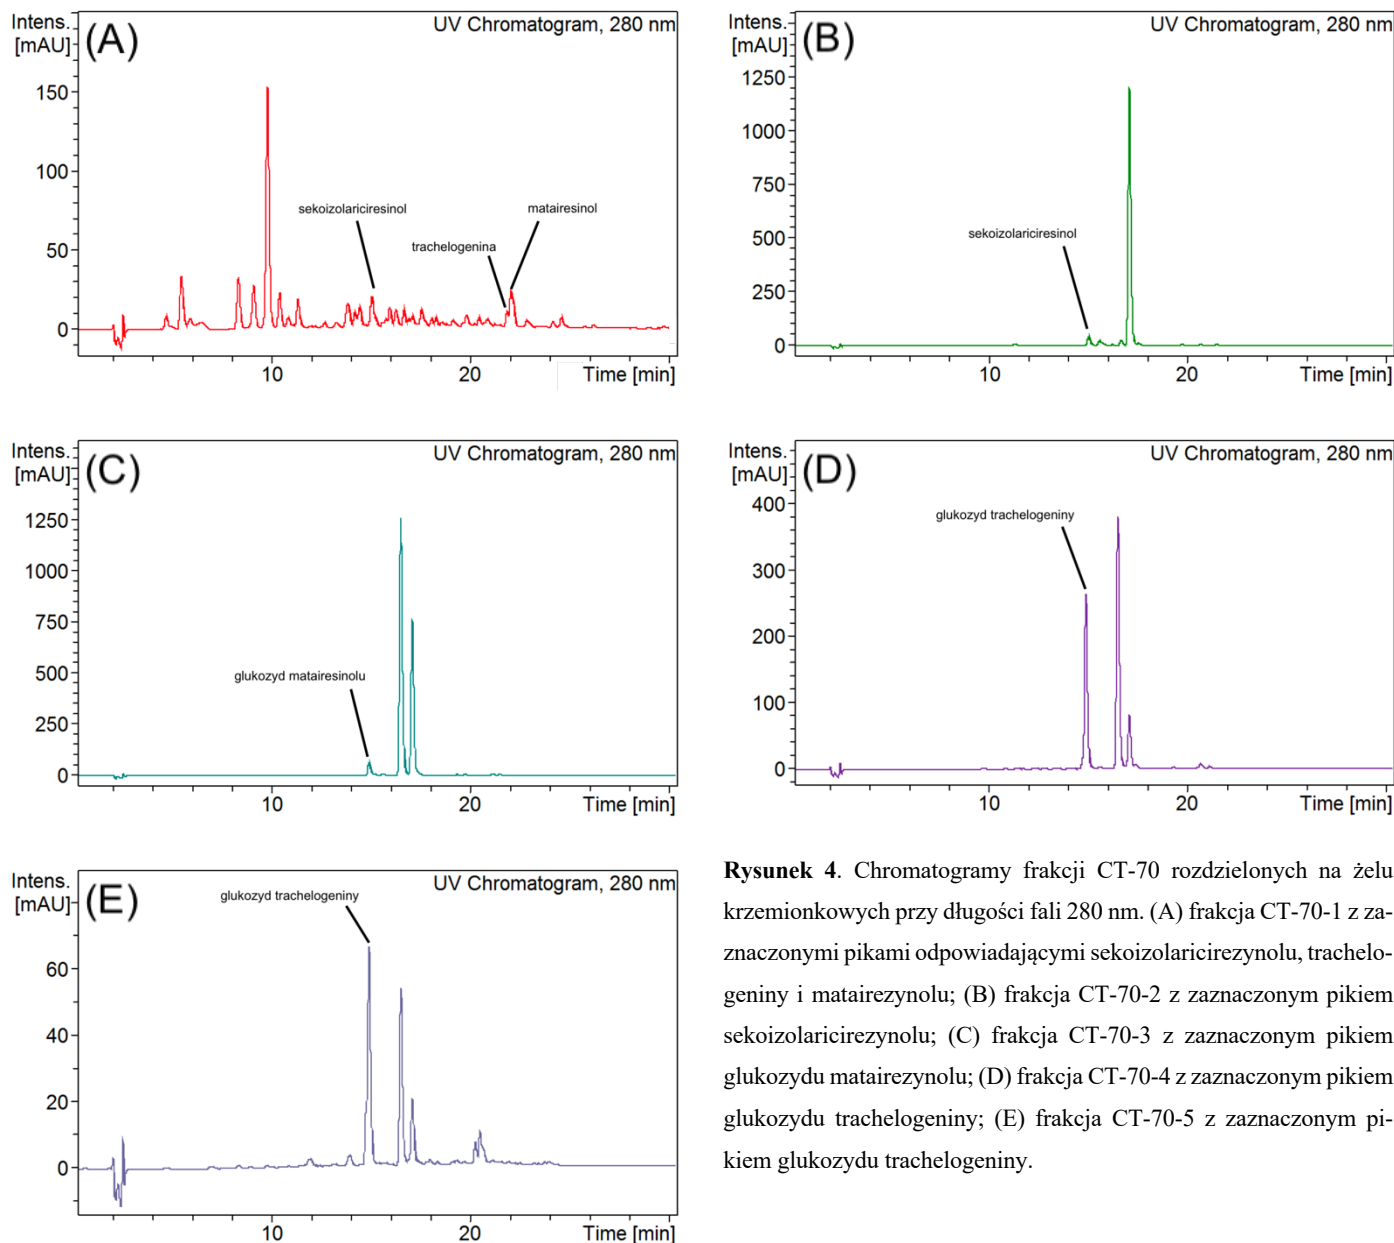 Intens.
[mAU]
(A)
UV Chromatogram, 280 nm
150
100
50
0
sekoizolariciresinol
matairesinol
trachelogenina
10
20
Time [min]
Intens.
[mAU]
(B)
UV Chromatogram, 280 nm
1250
1000
750
500
250
0
sekoizolariciresinol
10
20
Time [min]
Intens.
[mAU]
(C)
UV Chromatogram, 280 nm
1250
1000
750
500
250
0
glukozyd matairesinolu
10
20
Time [min]
Intens.
[mAU]
(D)
UV Chromatogram, 280 nm
400
300
200
100
0
glukozyd trachelogeniny
10
20
Time [min]
Intens.
[mAU]
(E)
UV Chromatogram, 280 nm
60
40
20
0
glukozyd trachelogeniny
10
20
Time [min]
Rysunek 4. Chromatogramy frakcji CT-70 rozdzielonych na żelu
krzemionkowych przy długości fali 280 nm. (A) frakcja CT-70-1 z za-
znaczonymi pikami odpowiadającymi sekoizolaricirezynolu, trachelo-
geniny i matairezynolu; (B) frakcja CT-70-2 z zaznaczonym pikiem
sekoizolaricirezynolu; (C) frakcja CT-70-3 z zaznaczonym pikiem
glukozydu matairezynolu; (D) frakcja CT-70-4 z zaznaczonym pikiem
glukozydu trachelogeniny; (E) frakcja CT-70-5 z zaznaczonym pi-
kiem glukozydu trachelogeniny.